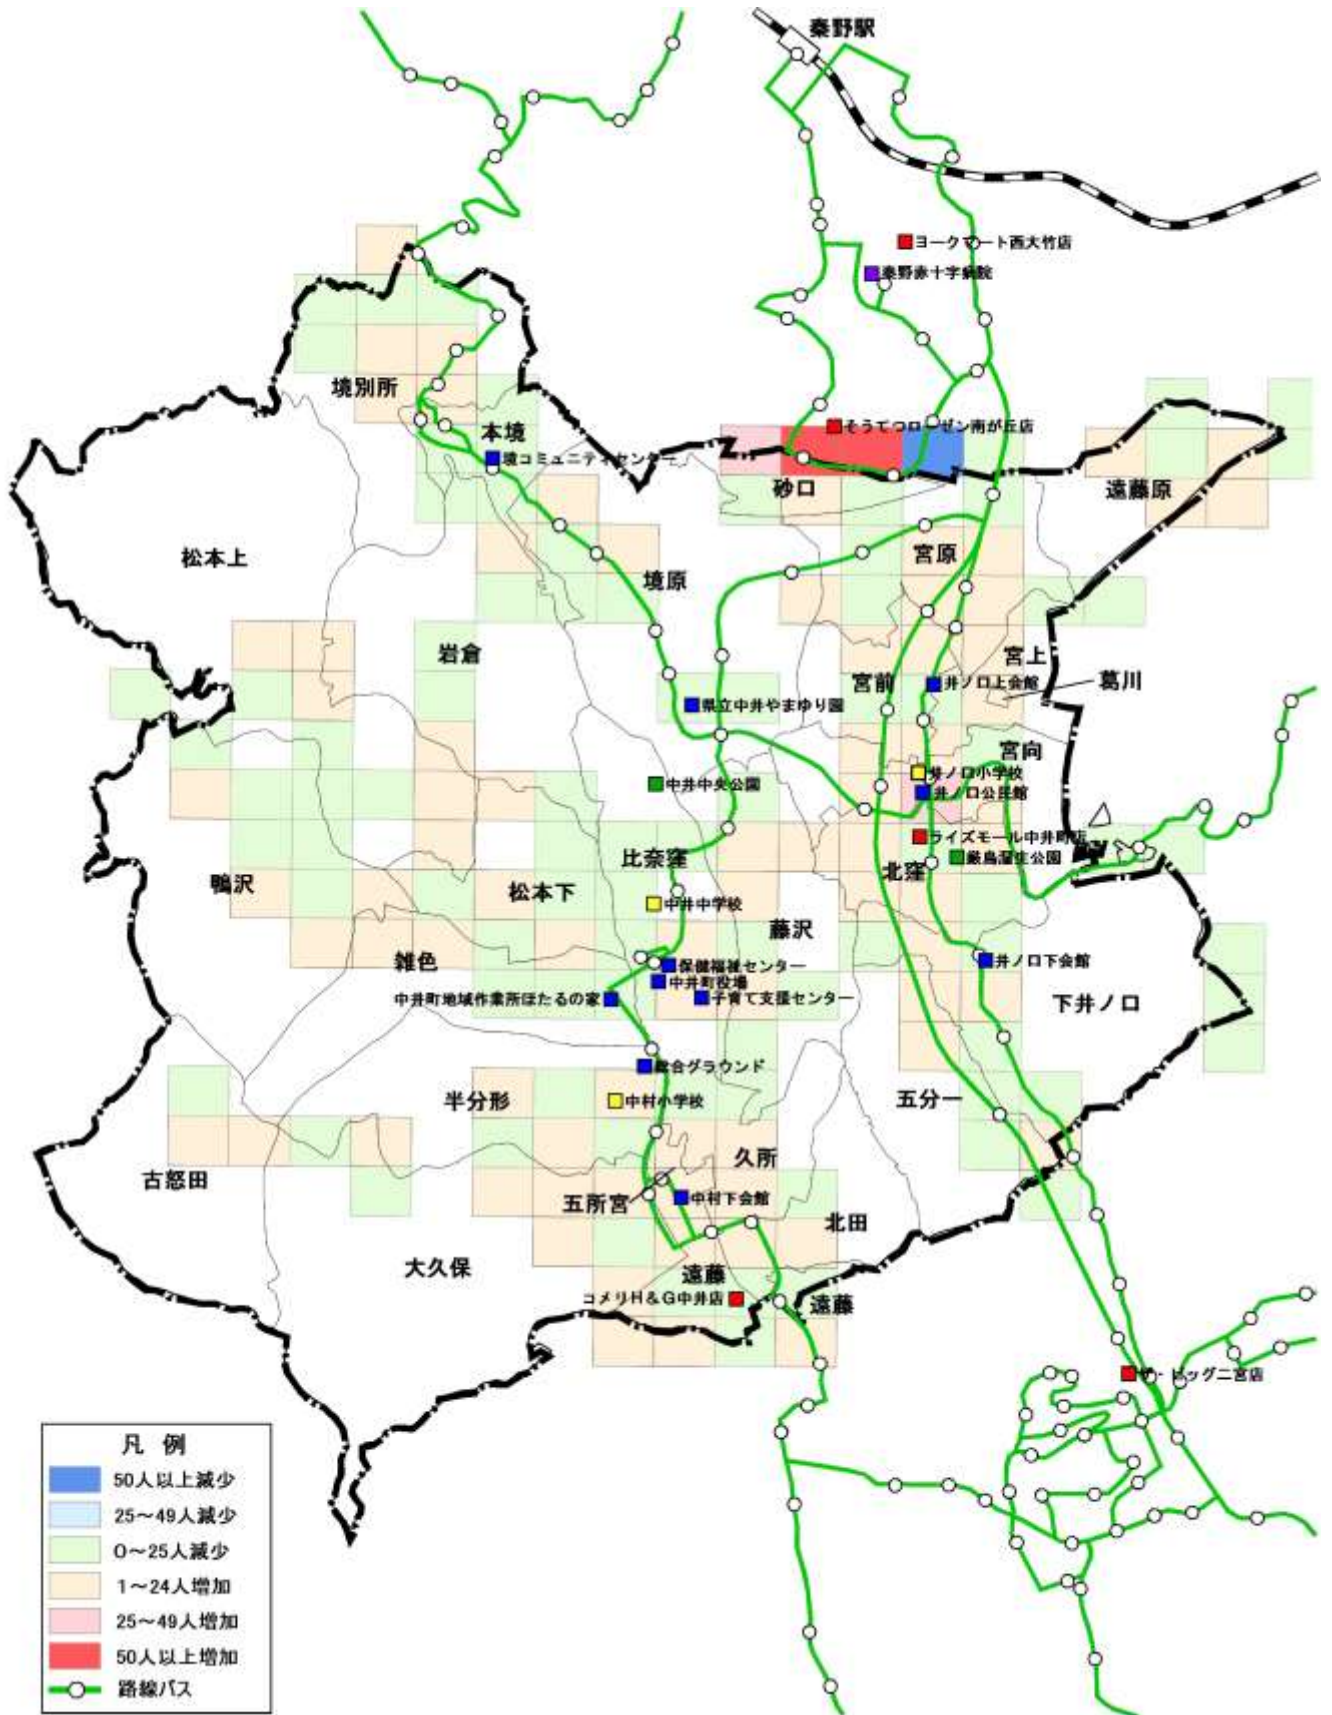 秦野駅
ヨークマート西大竹店
秦野赤十字病院
境別所
本境
そうてつローゼン南が丘店
境コミュニティセンター
砂口
遠藤原
松本上
宮原
境原
岩倉
宮上
宮前
井ノ口上会館
葛川
県立中井やまゆり園
宮向
井ノ口小学校
中井中央公園
井ノ口公民館
ライズモール中井町店
比奈窪
厳島湿生公園
北窪
鴨沢
松本下
中井中学校
藤沢
雑色
保健福祉センター
井ノ口下会館
中井町役場
中井町地域作業所ほたるの家
子育て支援センター
下井ノ口
総合グラウンド
半分形
中村小学校
五分一
久所
古怒田
五所宮
中村下会館
北田
大久保
遠藤
コメリH&G中井店
遠藤
ザ・ビッグ二宮店
凡 例
50人以上減少
25~49人減少
0~25人減少
1~24人増加
25~49人増加
50人以上増加
路線バス